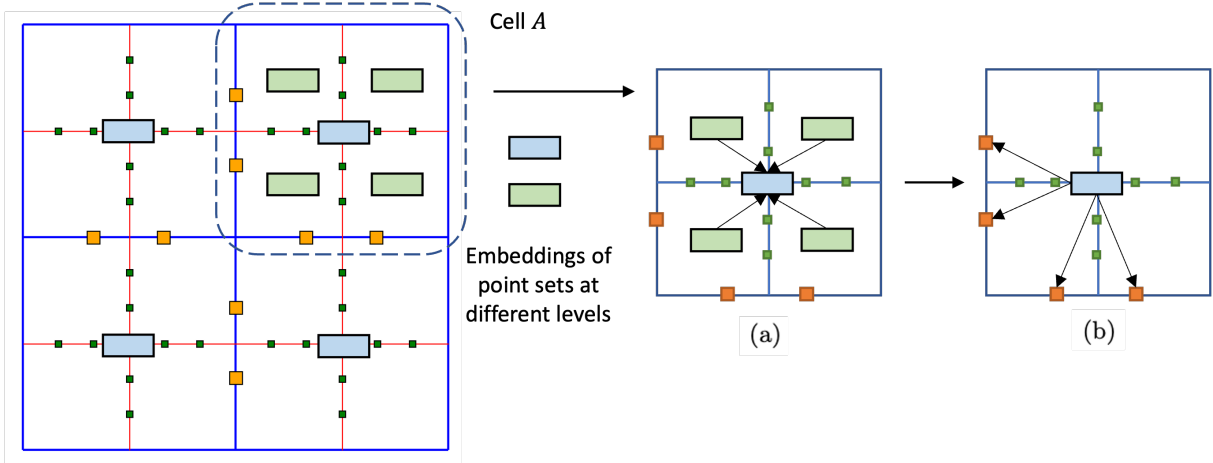 Cell A
Embeddings of
point sets at
different levels
(a)
(b)